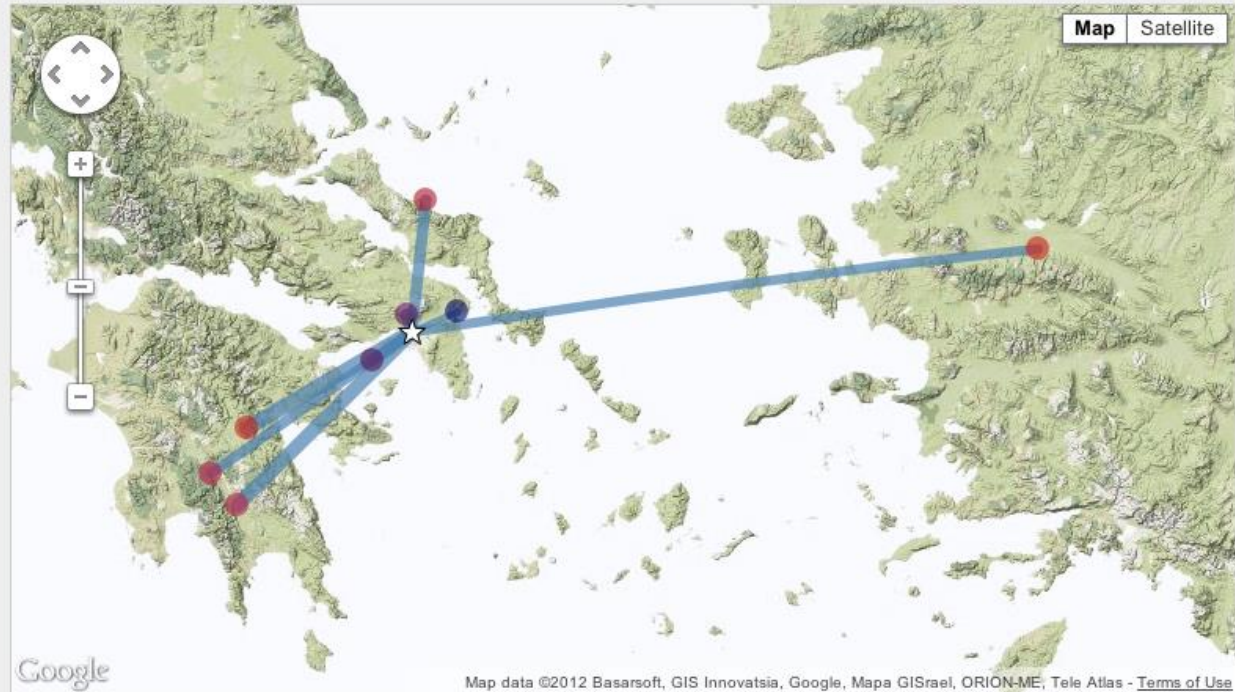 Map Satellite
Google
Map data ©2012 Basarsoft, GIS Innovatsia, Google, Mapa GISrael, ORION-ME, Tele Atlas - Terms of Use